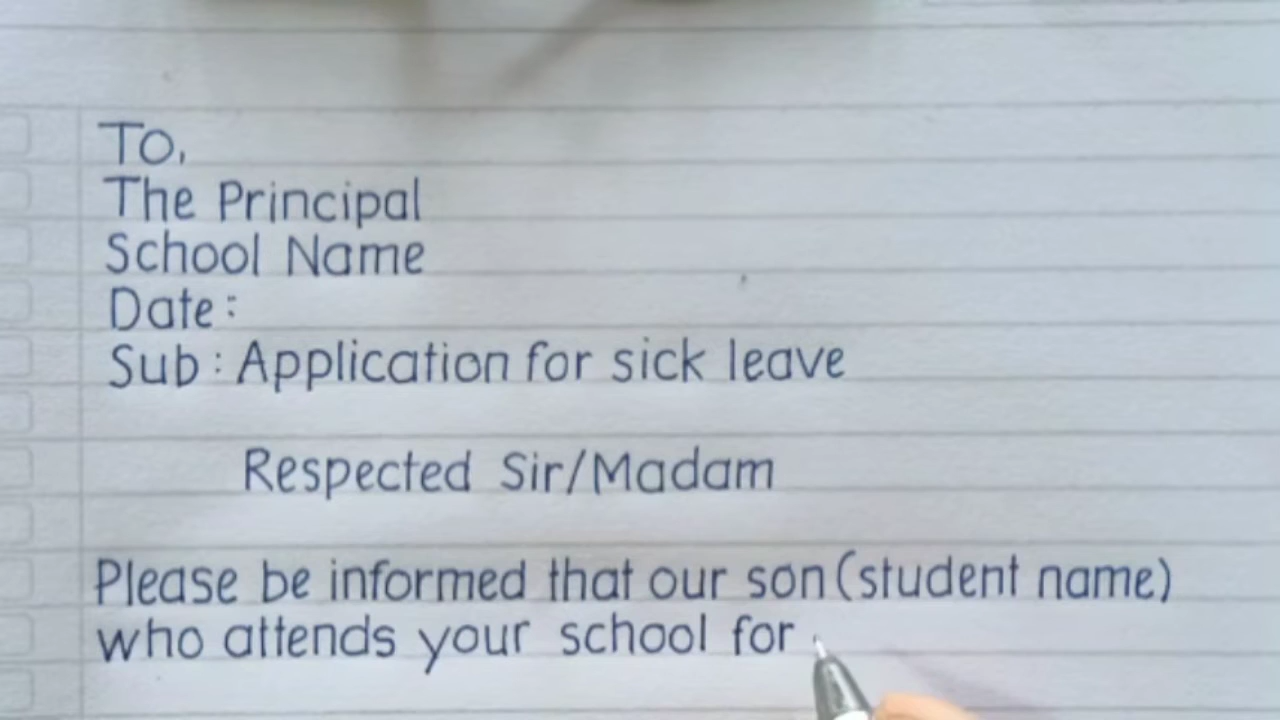 To,
The Principal
School Name
Date:
Sub: Application for sick leave
Respected Sir/Madam
Please be informed that our son (student name)
who attends your school for